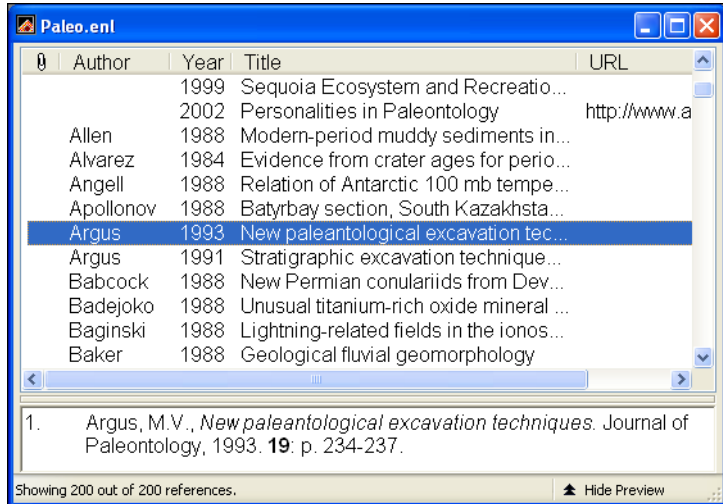 Paleo.enl
Author Year Title URL
1999 Sequoia Ecosystem and Recreatio...
2002 Personalities in Paleontology http://www.a
Allen 1988 Modern-period muddy sediments in...
Alvarez 1984 Evidence from crater ages for perio...
Angell 1988 Relation of Antarctic 100 mb tempe...
Apollonov 1988 Batyrbay section, South Kazakhsta...
Argus 1993 New paleantological excavation tec...
Argus 1991 Stratigraphic excavation technique...
Babcock 1988 New Permian conulariids from Dev...
Badejoko 1988 Unusual titanium-rich oxide mineral ...
Baginski 1988 Lightning-related fields in the ionos...
Baker 1988 Geological fluvial geomorphology
1. Argus, M.V., New paleantological excavation techniques. Journal of
Paleontology, 1993. 19: p. 234-237.
Showing 200 out of 200 references. Hide Preview